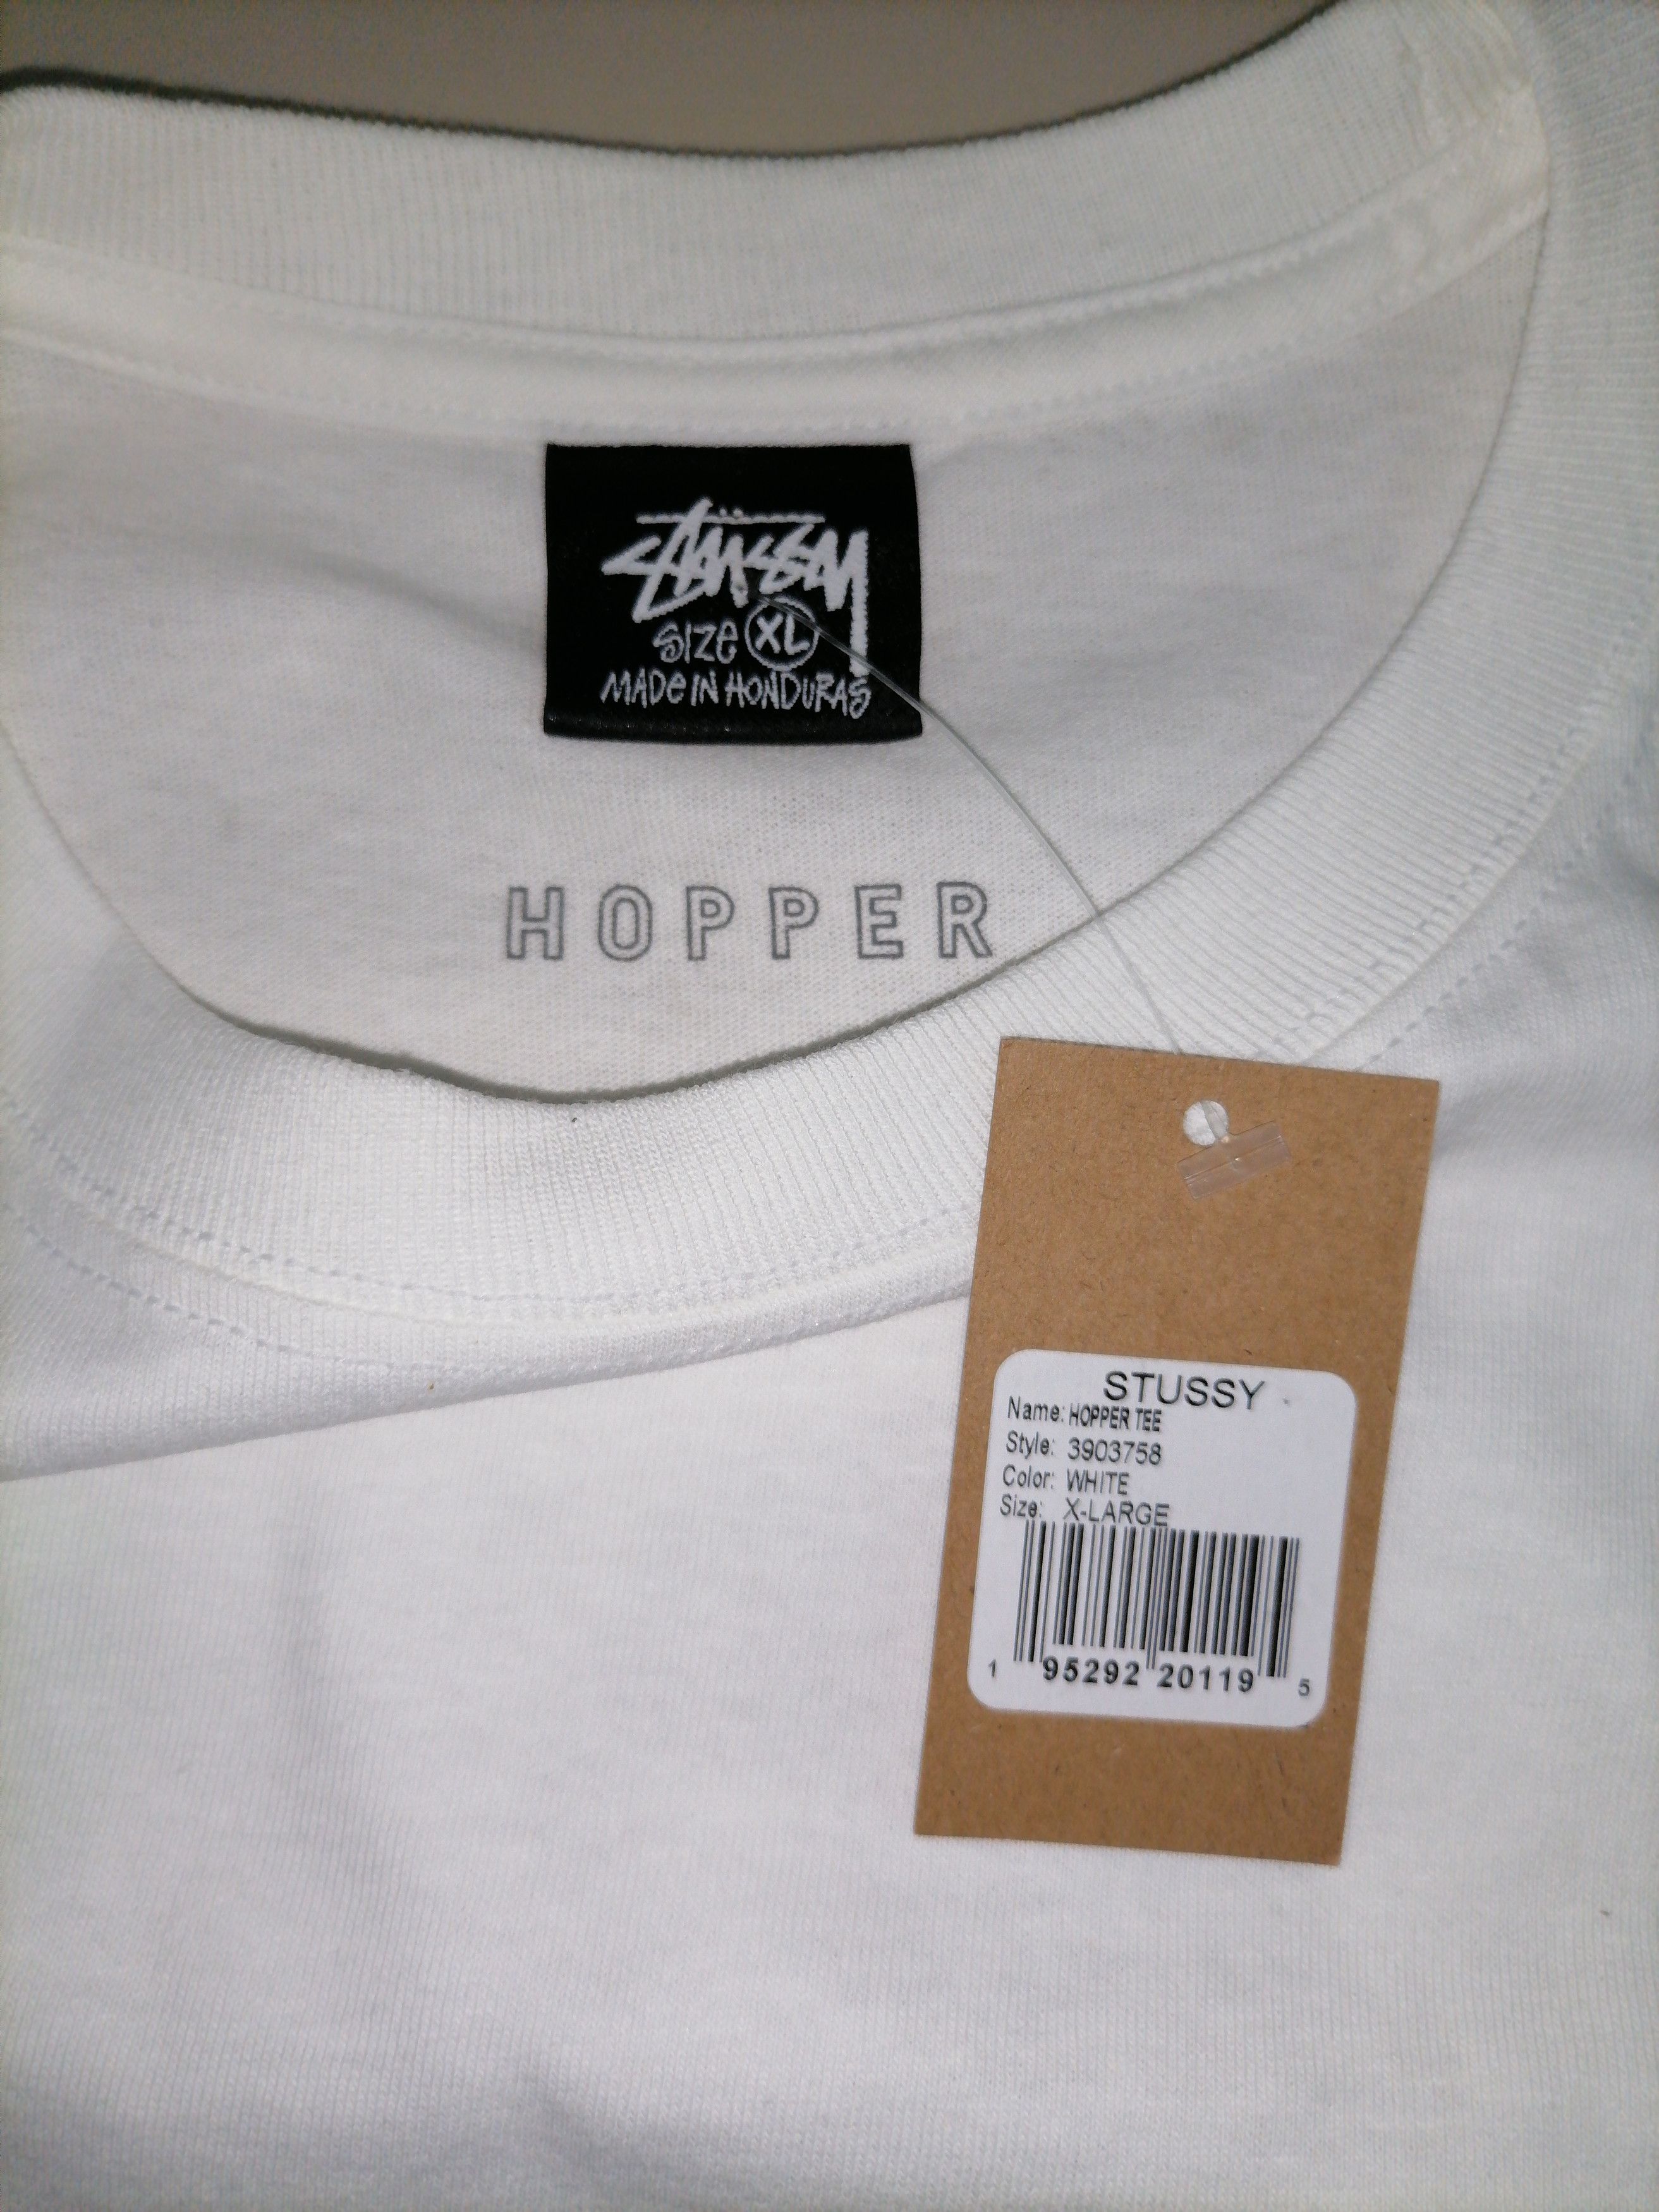 STÜSSY
SIZE XL
MADE IN HONDURAS
HOPPER
STUSSY
Name: HOPPER TEE
Style: 3903758
Color: WHITE
Size: X-LARGE
1 95292 20119 5